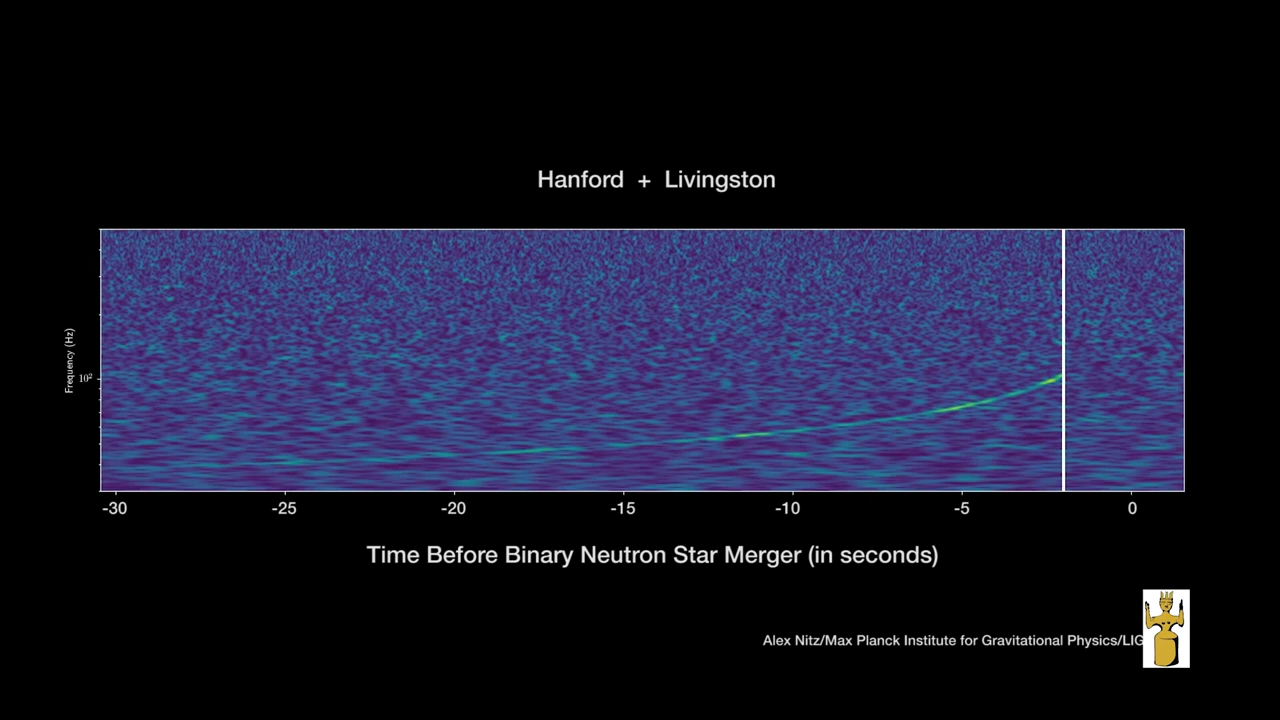 Hanford + Livingston
Frequency (Hz)
10²
-30 -25 -20 -15 -10 -5 0
Time Before Binary Neutron Star Merger (in seconds)
Alex Nitz/Max Planck Institute for Gravitational Physics/LIG